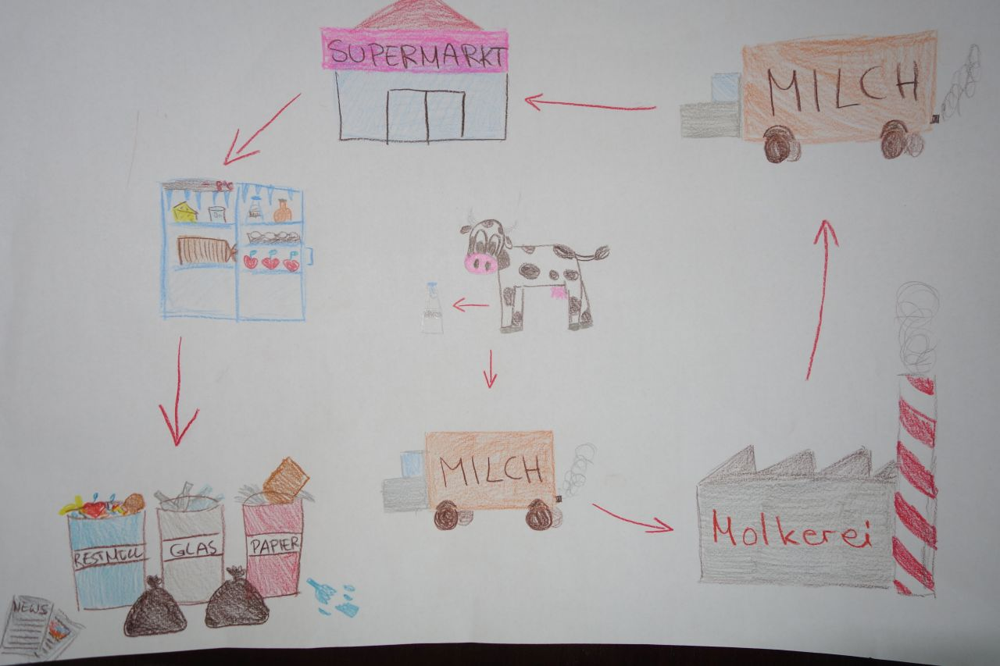 SUPERMARKT
MILCH
MILCH
Molkerei
RESTMÜLL
GLAS
PAPIER
NEWS